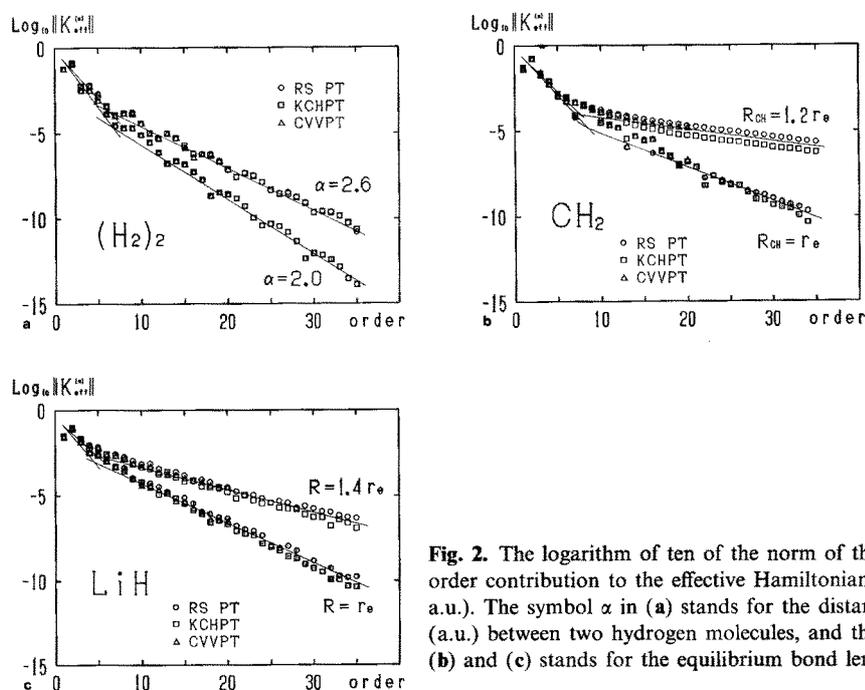 Log₁₀‖K⁽ⁿ⁾eff‖
0
-5
-10
-15
0 10 20 30 order
○ RS PT
□ KCHPT
△ CVVPT
α=2.6
(H₂)₂
α=2.0
a
Log₁₀‖K⁽ⁿ⁾eff‖
0
-5
-10
-15
0 10 20 30 order
R_CH=1.2rₑ
CH₂
○ RS PT
□ KCHPT
△ CVVPT
R_CH=rₑ
b
Log₁₀‖K⁽ⁿ⁾eff‖
0
-5
-10
-15
0 10 20 30 order
R=1.4rₑ
LiH
○ RS PT
□ KCHPT
△ CVVPT
R=rₑ
c
Fig. 2. The logarithm of ten of the norm of th
order contribution to the effective Hamiltonian
a.u.). The symbol α in (a) stands for the distan
(a.u.) between two hydrogen molecules, and th
(b) and (c) stands for the equilibrium bond len